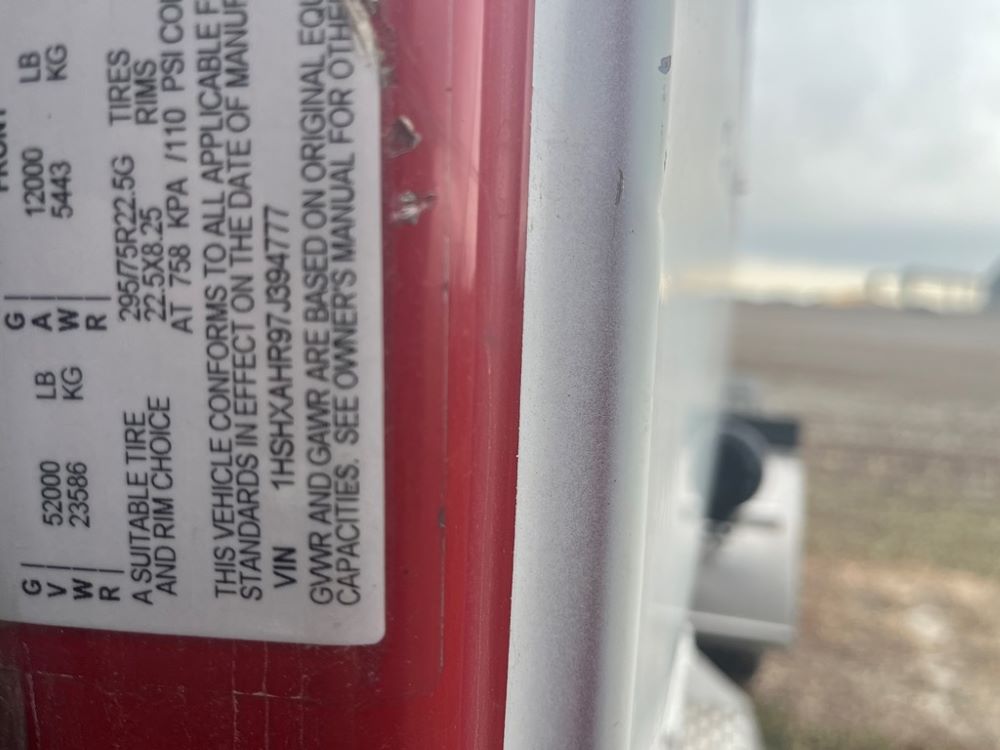 FRONT
G G
V 52000 LB A 12000 LB
W 23586 KG W 5443 KG
R R
A SUITABLE TIRE 295/75R22.5G TIRES
AND RIM CHOICE 22.5X8.25 RIMS
AT 758 KPA /110 PSI CO
THIS VEHICLE CONFORMS TO ALL APPLICABLE F
STANDARDS IN EFFECT ON THE DATE OF MANUF
VIN 1HSHXAHR97J394777
GVWR AND GAWR ARE BASED ON ORIGINAL EQU
CAPACITIES. SEE OWNER'S MANUAL FOR OTHE